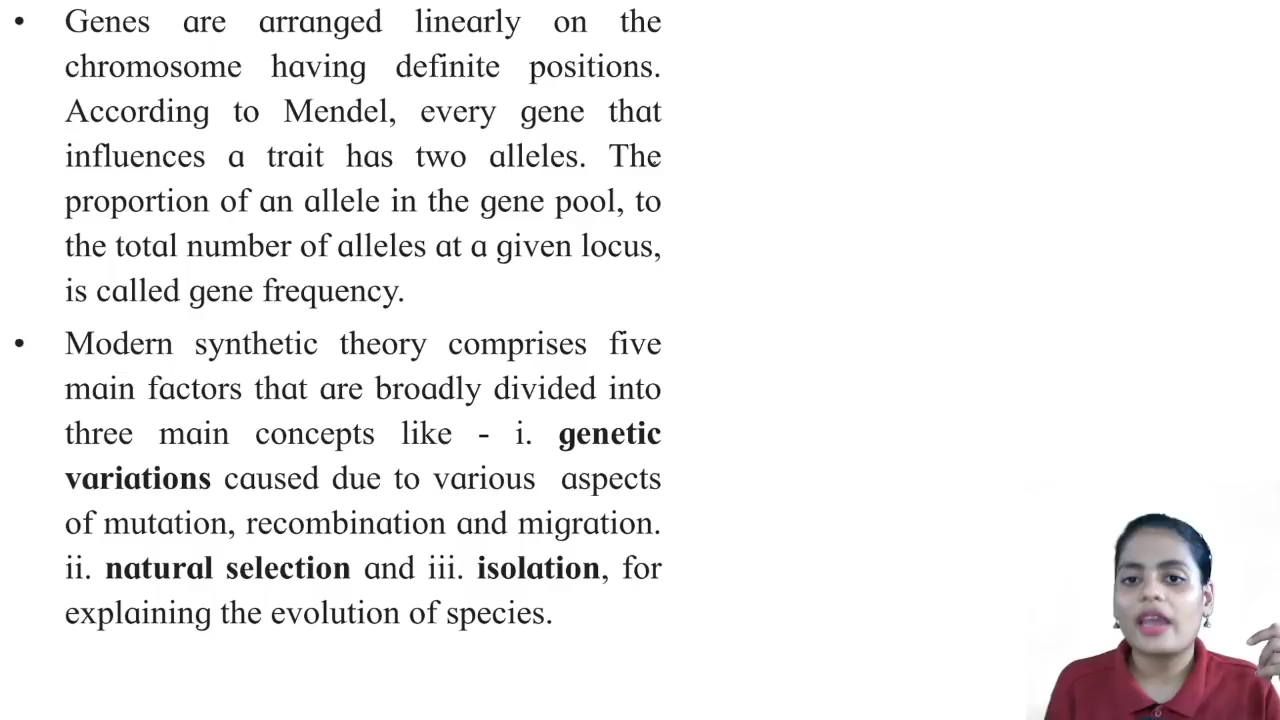 • Genes are arranged linearly on the
chromosome having definite positions.
According to Mendel, every gene that
influences a trait has two alleles. The
proportion of an allele in the gene pool, to
the total number of alleles at a given locus,
is called gene frequency.
• Modern synthetic theory comprises five
main factors that are broadly divided into
three main concepts like - i. genetic
variations caused due to various aspects
of mutation, recombination and migration.
ii. natural selection and iii. isolation, for
explaining the evolution of species.